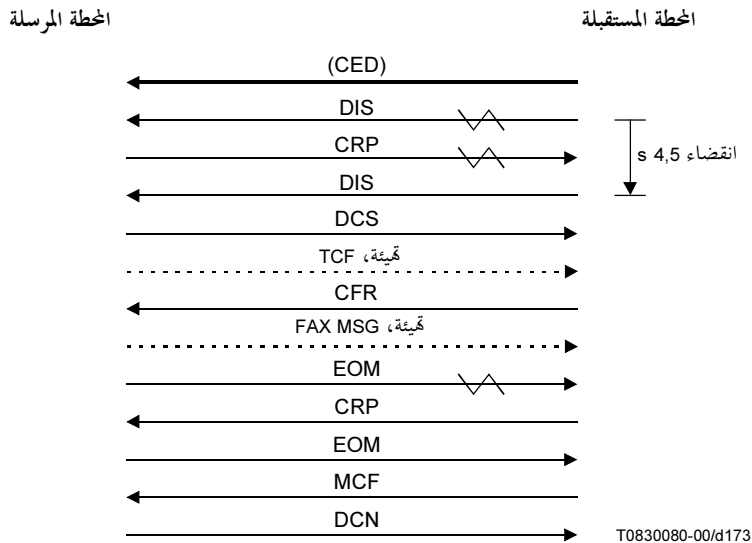 المحطة المستقبلة
المحطة المرسلة
(CED)
DIS
CRP
انقضاء 4,5 s
DIS
DCS
تهيئة، TCF
CFR
تهيئة، FAX MSG
EOM
CRP
EOM
MCF
DCN
T0830080-00/d173